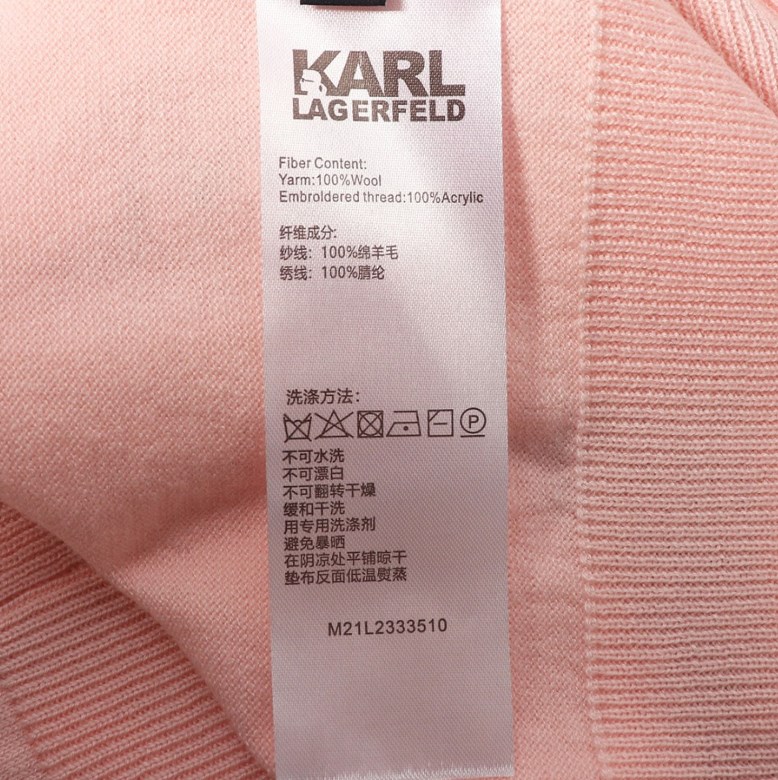 KARL
LAGERFELD
Fiber Content:
Yarm:100%Wool
Embroldered thread:100%Acrylic
纤维成分:
纱线：100%绵羊毛
绣线：100%腈纶
洗涤方法：
P
不可水洗
不可漂白
不可翻转干燥
缓和干洗
用专用洗涤剂
避免暴晒
在阴凉处平铺晾干
垫布反面低温熨蒸
M21L2333510